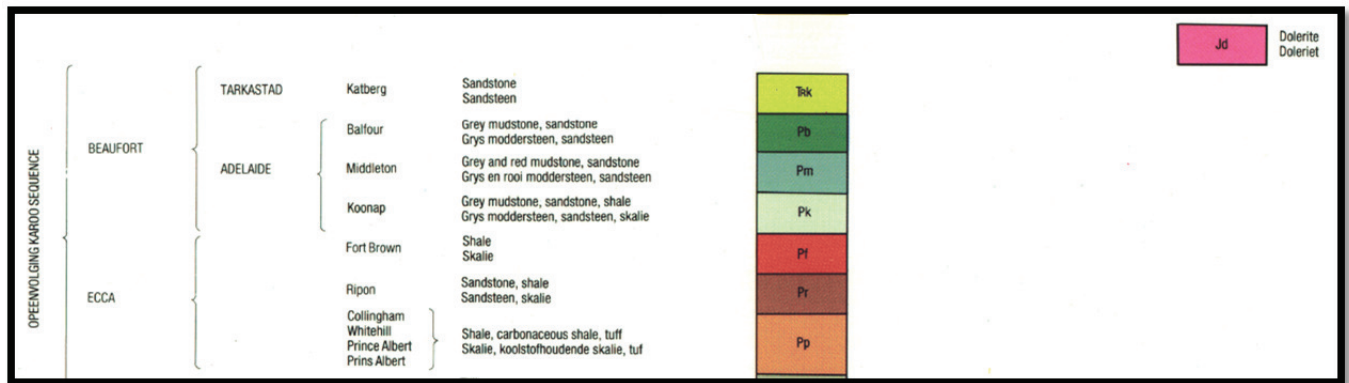 Jd
Dolerite
Doleriet
OPEENVOLGING KAROO SEQUENCE
BEAUFORT
TARKASTAD
Katberg
Sandstone
Sandsteen
TRk
ADELAIDE
Balfour
Grey mudstone, sandstone
Grys moddersteen, sandsteen
Pb
Middleton
Grey and red mudstone, sandstone
Grys en rooi moddersteen, sandsteen
Pm
Koonap
Grey mudstone, sandstone, shale
Grys moddersteen, sandsteen, skalie
Pk
ECCA
Fort Brown
Shale
Skalie
Pf
Ripon
Sandstone, shale
Sandsteen, skalie
Pr
Collingham
Whitehill
Prince Albert
Prins Albert
Shale, carbonaceous shale, tuff
Skalie, koolstofhoudende skalie, tuf
Pp